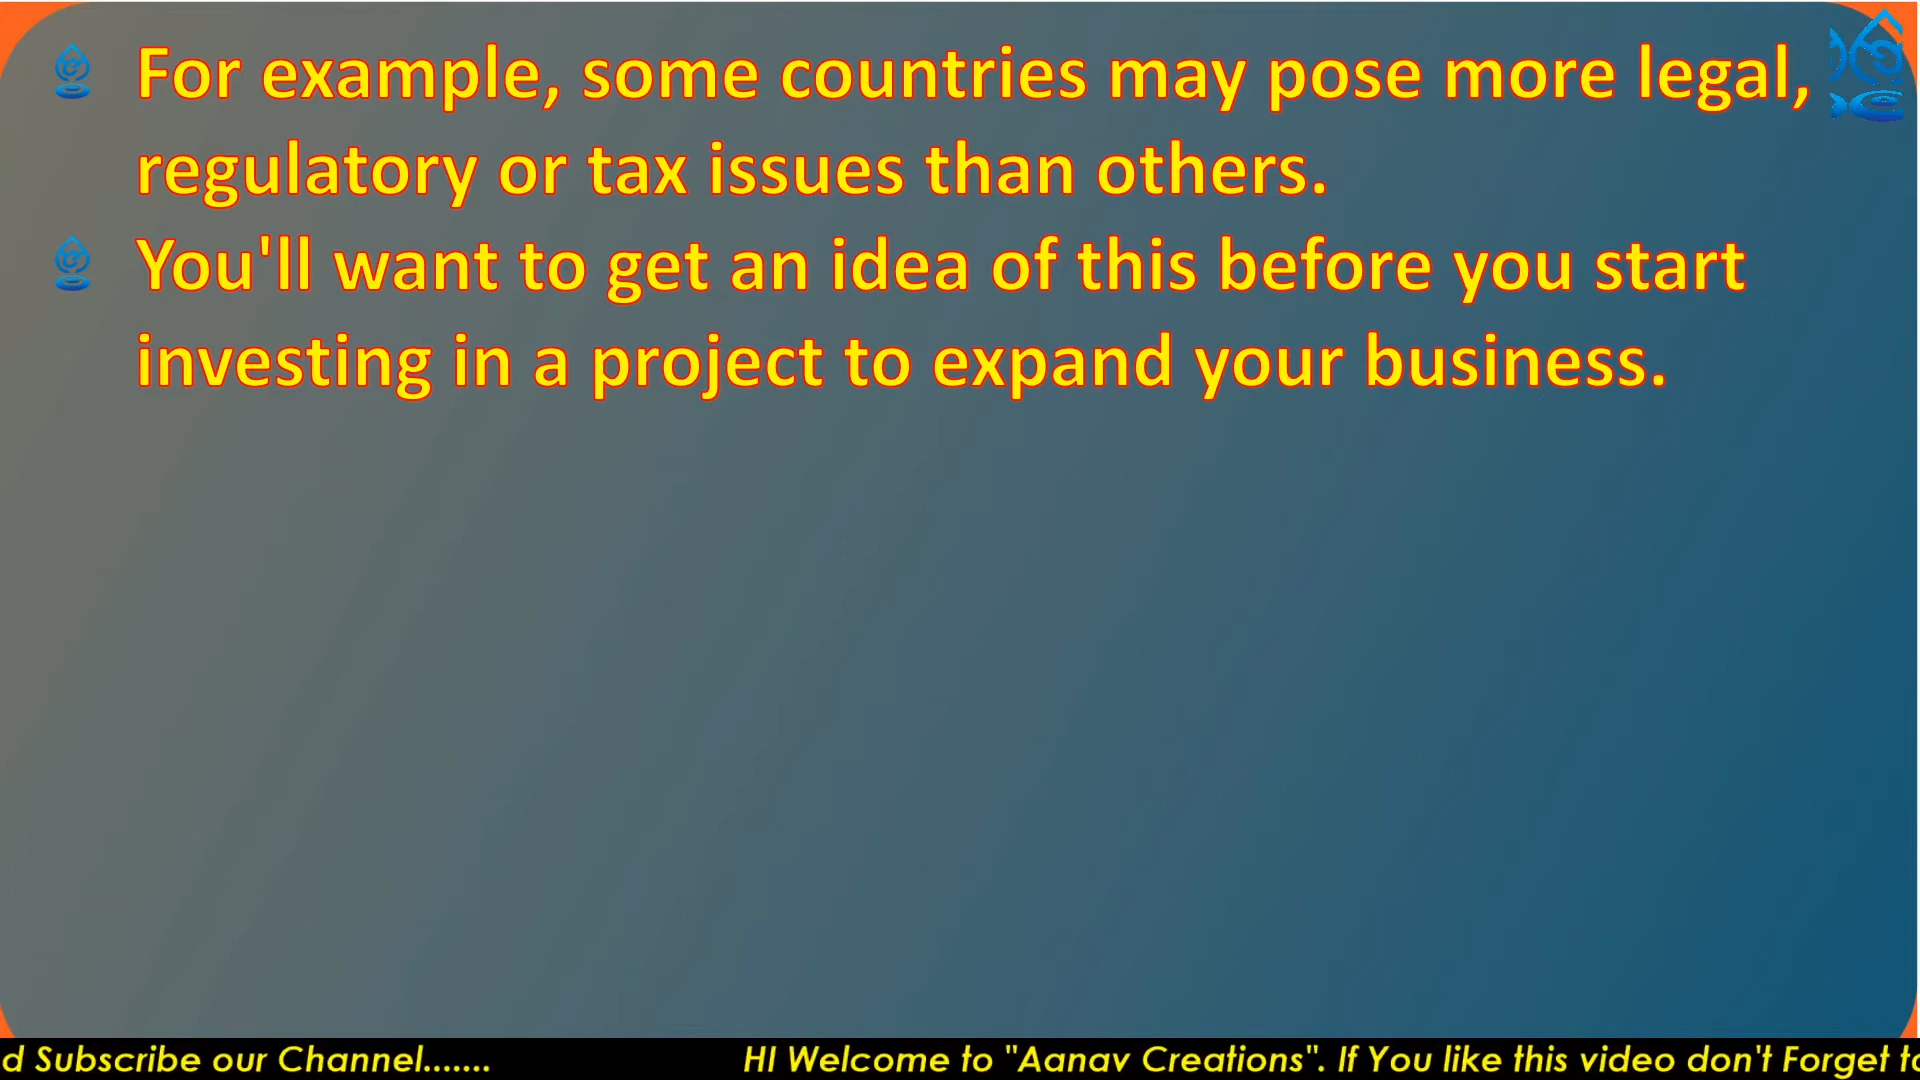 For example, some countries may pose more legal,
regulatory or tax issues than others.
You'll want to get an idea of this before you start
investing in a project to expand your business.
d Subscribe our Channel....... HI Welcome to "Aanav Creations". If You like this video don't Forget to